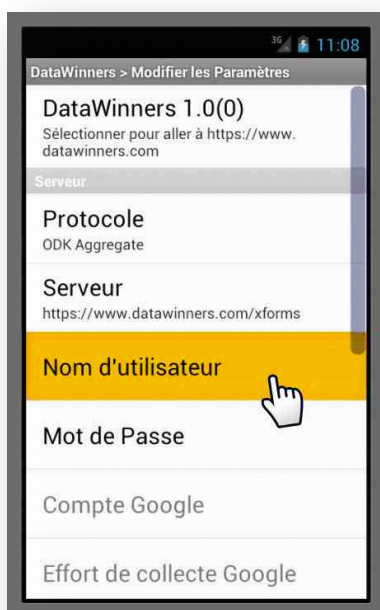 3G 11:08
DataWinners > Modifier les Paramètres
DataWinners 1.0(0)
Sélectionner pour aller à https://www.
datawinners.com
Serveur
Protocole
ODK Aggregate
Serveur
https://www.datawinners.com/xforms
Nom d'utilisateur
Mot de Passe
Compte Google
Effort de collecte Google